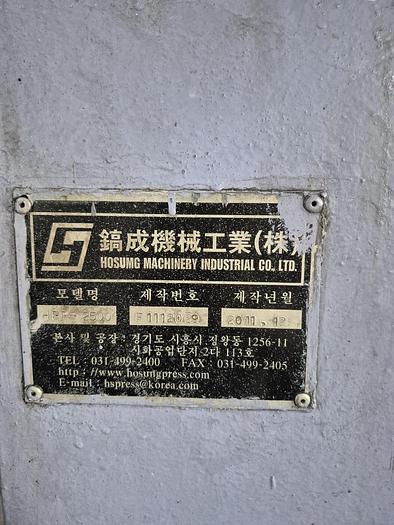 鎬成機械工業(株)
HOSUMG MACHINERY INDUSTRIAL CO. LTD.
모델명 제작번호 제작년월
2500 2011. 12
본사 및 공장 : 경기도 시흥시 정왕동 1256-11
시화공업단지 2다 113호
TEL : 031-499-2400 FAX : 031-499-2405
http : //www.hosungpress.com
E-mail : hspress@korea.com